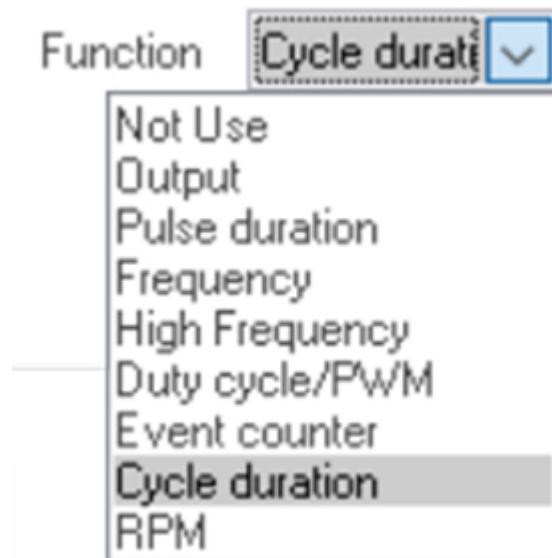 Function Cycle durati
Not Use
Output
Pulse duration
Frequency
High Frequency
Duty cycle/PWM
Event counter
Cycle duration
RPM